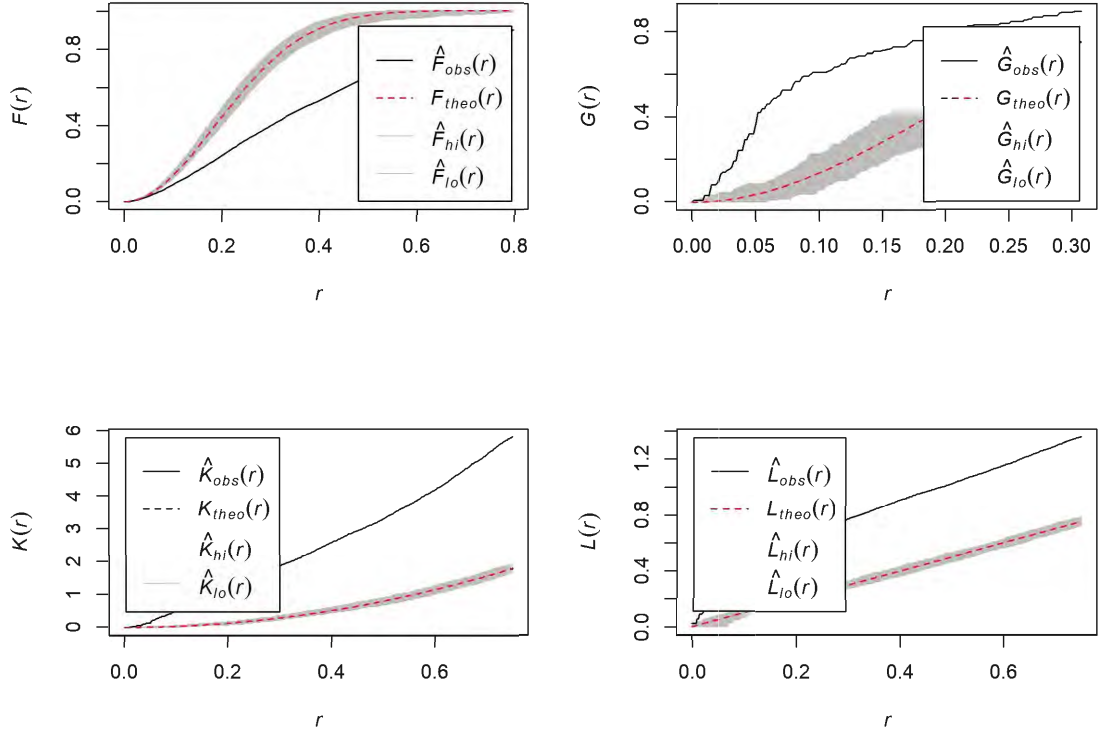 F(r)
0.0 0.4 0.8
F̂obs(r)
Ftheo(r)
F̂hi(r)
F̂lo(r)
0.0 0.2 0.4 0.6 0.8
r
G(r)
0.0 0.4 0.8
Ĝobs(r)
Gtheo(r)
Ĝhi(r)
Ĝlo(r)
0.00 0.05 0.10 0.15 0.20 0.25 0.30
r
K(r)
0 1 2 3 4 5 6
K̂obs(r)
Ktheo(r)
K̂hi(r)
K̂lo(r)
0.0 0.2 0.4 0.6
r
L(r)
0.0 0.4 0.8 1.2
L̂obs(r)
Ltheo(r)
L̂hi(r)
L̂lo(r)
0.0 0.2 0.4 0.6
r